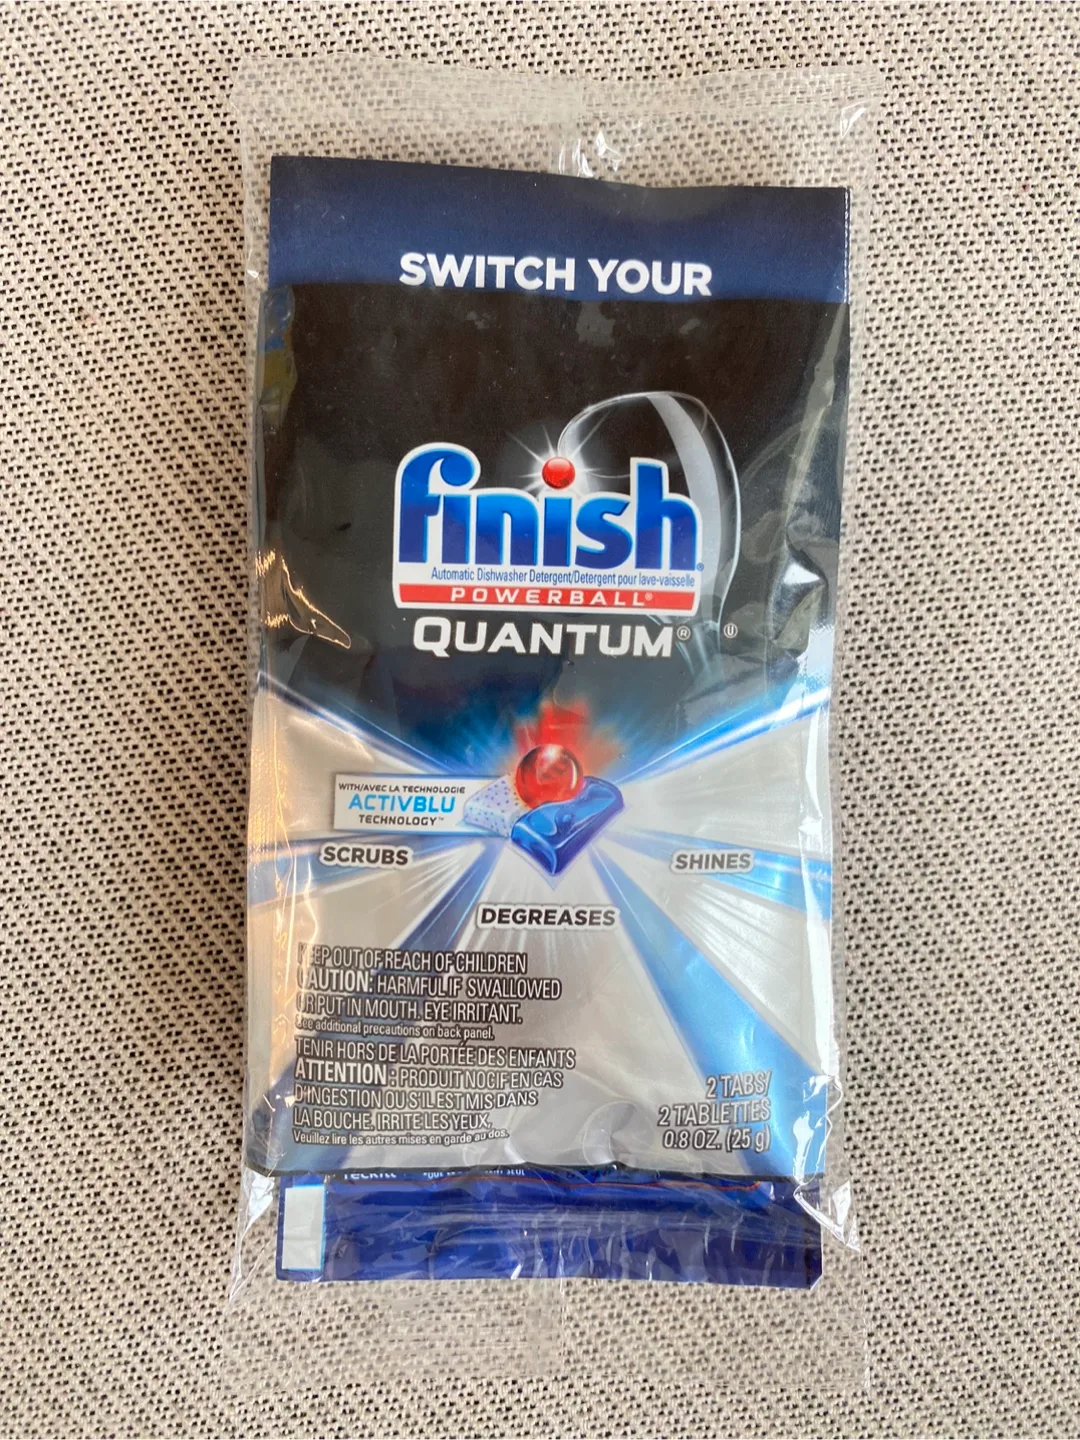 SWITCH YOUR
finish®
Automatic Dishwasher Detergent/Détergent pour lave-vaisselle
POWERBALL®
QUANTUM® U
WITH/AVEC LA TECHNOLOGIE
ACTIVBLU
TECHNOLOGY™
SCRUBS
SHINES
DEGREASES
KEEP OUT OF REACH OF CHILDREN
CAUTION: HARMFUL IF SWALLOWED
OR PUT IN MOUTH. EYE IRRITANT.
See additional precautions on back panel.
TENIR HORS DE LA PORTÉE DES ENFANTS
ATTENTION : PRODUIT NOCIF EN CAS
D'INGESTION OU S'IL EST MIS DANS
LA BOUCHE. IRRITE LES YEUX.
Veuillez lire les autres mises en garde au dos.
2 TABS/
2 TABLETTES
0.8 OZ. (25 g)